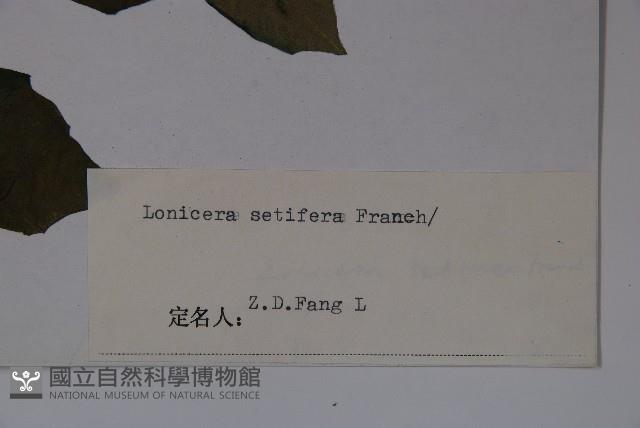 Lonicera setifera Franch/
定名人: Z.D.Fang L
國立自然科學博物館
NATIONAL MUSEUM OF NATURAL SCIENCE